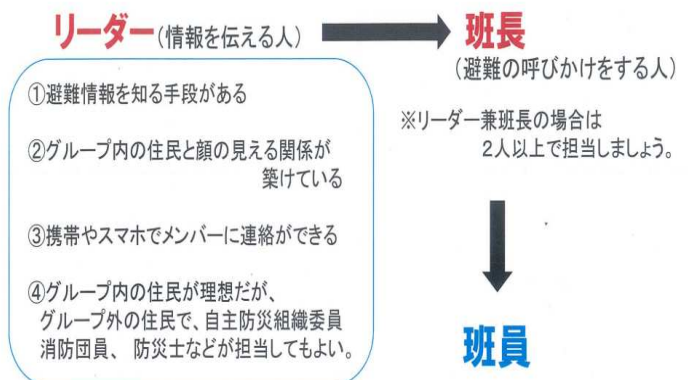 リーダー(情報を伝える人)
班長
(避難の呼びかけをする人)
①避難情報を知る手段がある
②グループ内の住民と顔の見える関係が
築けている
③携帯やスマホでメンバーに連絡ができる
④グループ内の住民が理想だが、
グループ外の住民で、自主防災組織委員
消防団員、 防災士などが担当してもよい。
※リーダー兼班長の場合は
2人以上で担当しましょう。
班員